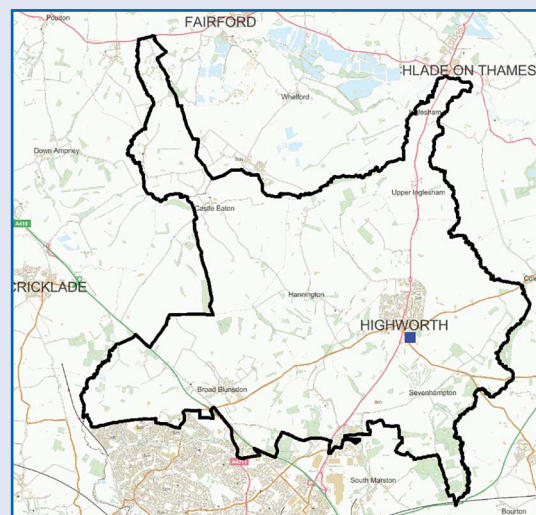 Poulton
FAIRFORD
HLADE ON THAMES
Whelford
Inglesham
Down Ampney
Upper Inglesham
Castle Eaton
A419
CRICKLADE
Hannington
HIGHWORTH
Broad Blunsdon
Sevenhampton
South Marston
Bourton